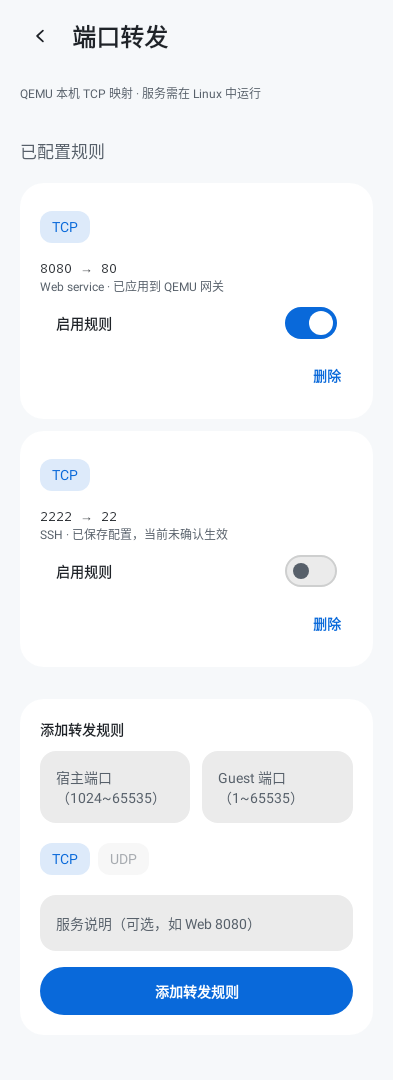 端口转发
QEMU 本机 TCP 映射 · 服务需在 Linux 中运行
已配置规则
TCP
8080 → 80
Web service · 已应用到 QEMU 网关
启用规则
删除
TCP
2222 → 22
SSH · 已保存配置，当前未确认生效
启用规则
删除
添加转发规则
宿主端口
（1024~65535）
Guest 端口
（1~65535）
TCP UDP
服务说明（可选，如 Web 8080）
添加转发规则